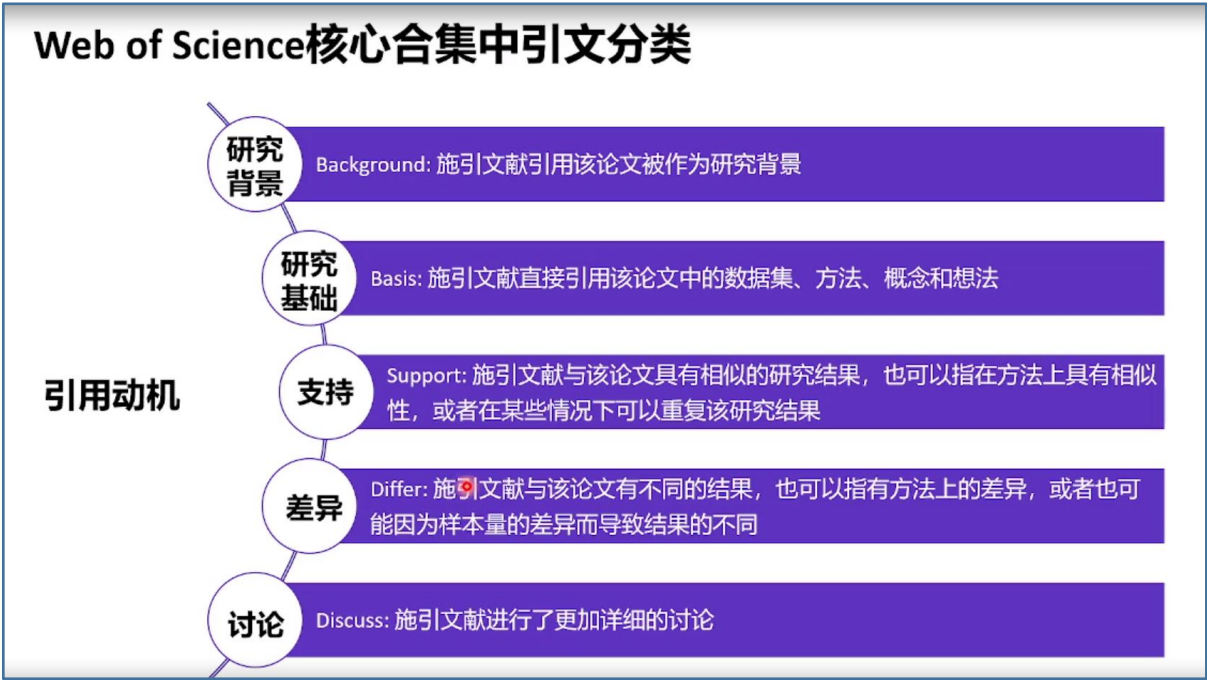 Web of Science核心合集中引文分类
研究
背景
Background: 施引文献引用该论文被作为研究背景
研究
基础
Basis: 施引文献直接引用该论文中的数据集、方法、概念和想法
引用动机
支持
Support: 施引文献与该论文具有相似的研究结果，也可以指在方法上具有相似
性，或者在某些情况下可以重复该研究结果
差异
Differ: 施引文献与该论文有不同的结果，也可以指有方法上的差异，或者也可
能因为样本量的差异而导致结果的不同
讨论
Discuss: 施引文献进行了更加详细的讨论